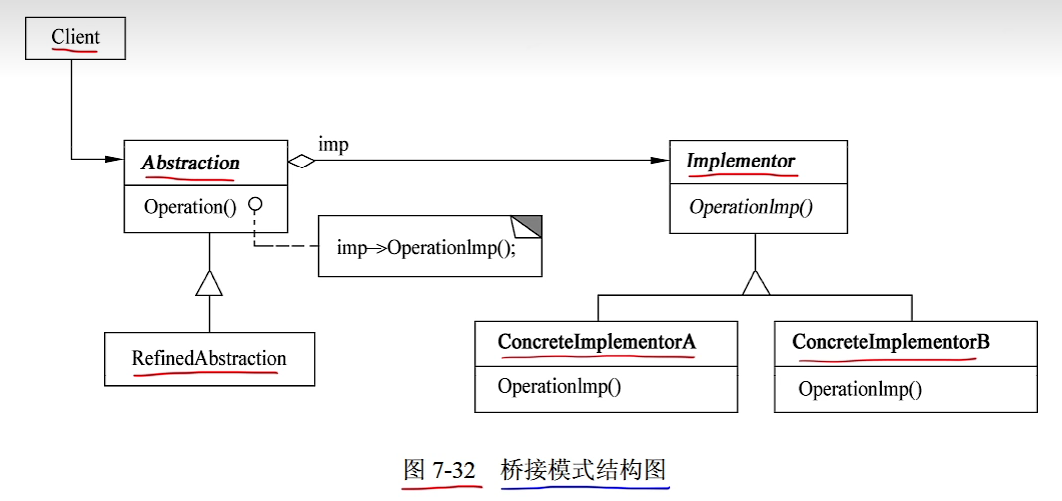 Client
imp
Abstraction
Implementor
Operation()
OperationImp()
imp->OperationImp();
RefinedAbstraction
ConcreteImplementorA
ConcreteImplementorB
OperationImp()
OperationImp()
图 7-32 桥接模式结构图